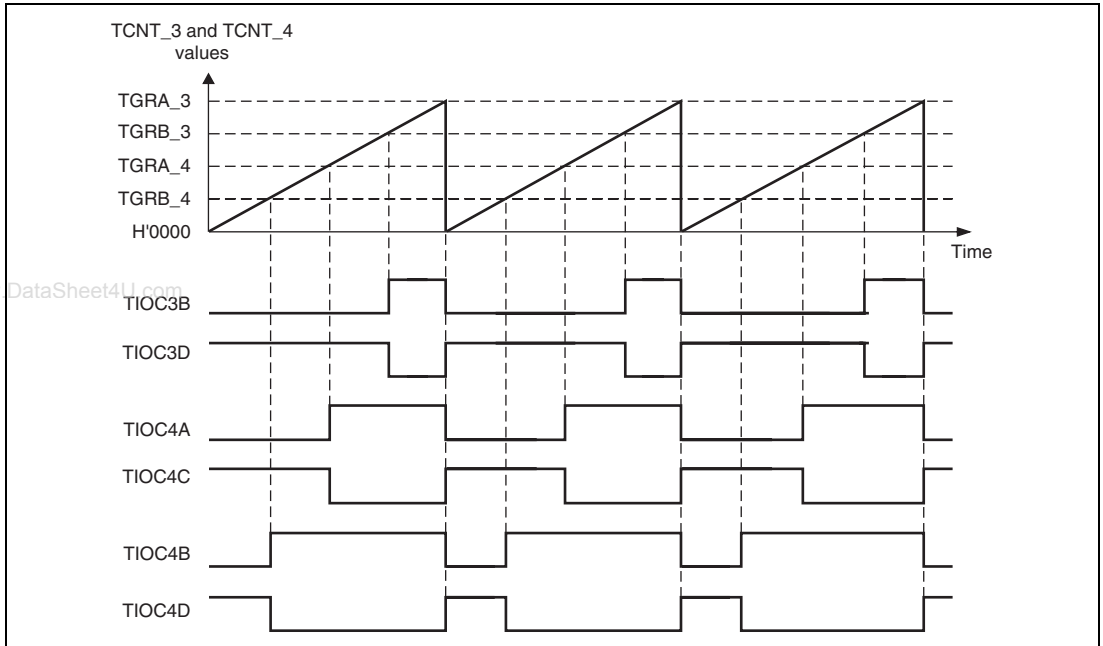 TCNT_3 and TCNT_4
values
TGRA_3
TGRB_3
TGRA_4
TGRB_4
H'0000
Time
.DataSheet4U.com
TIOC3B
TIOC3D
TIOC4A
TIOC4C
TIOC4B
TIOC4D